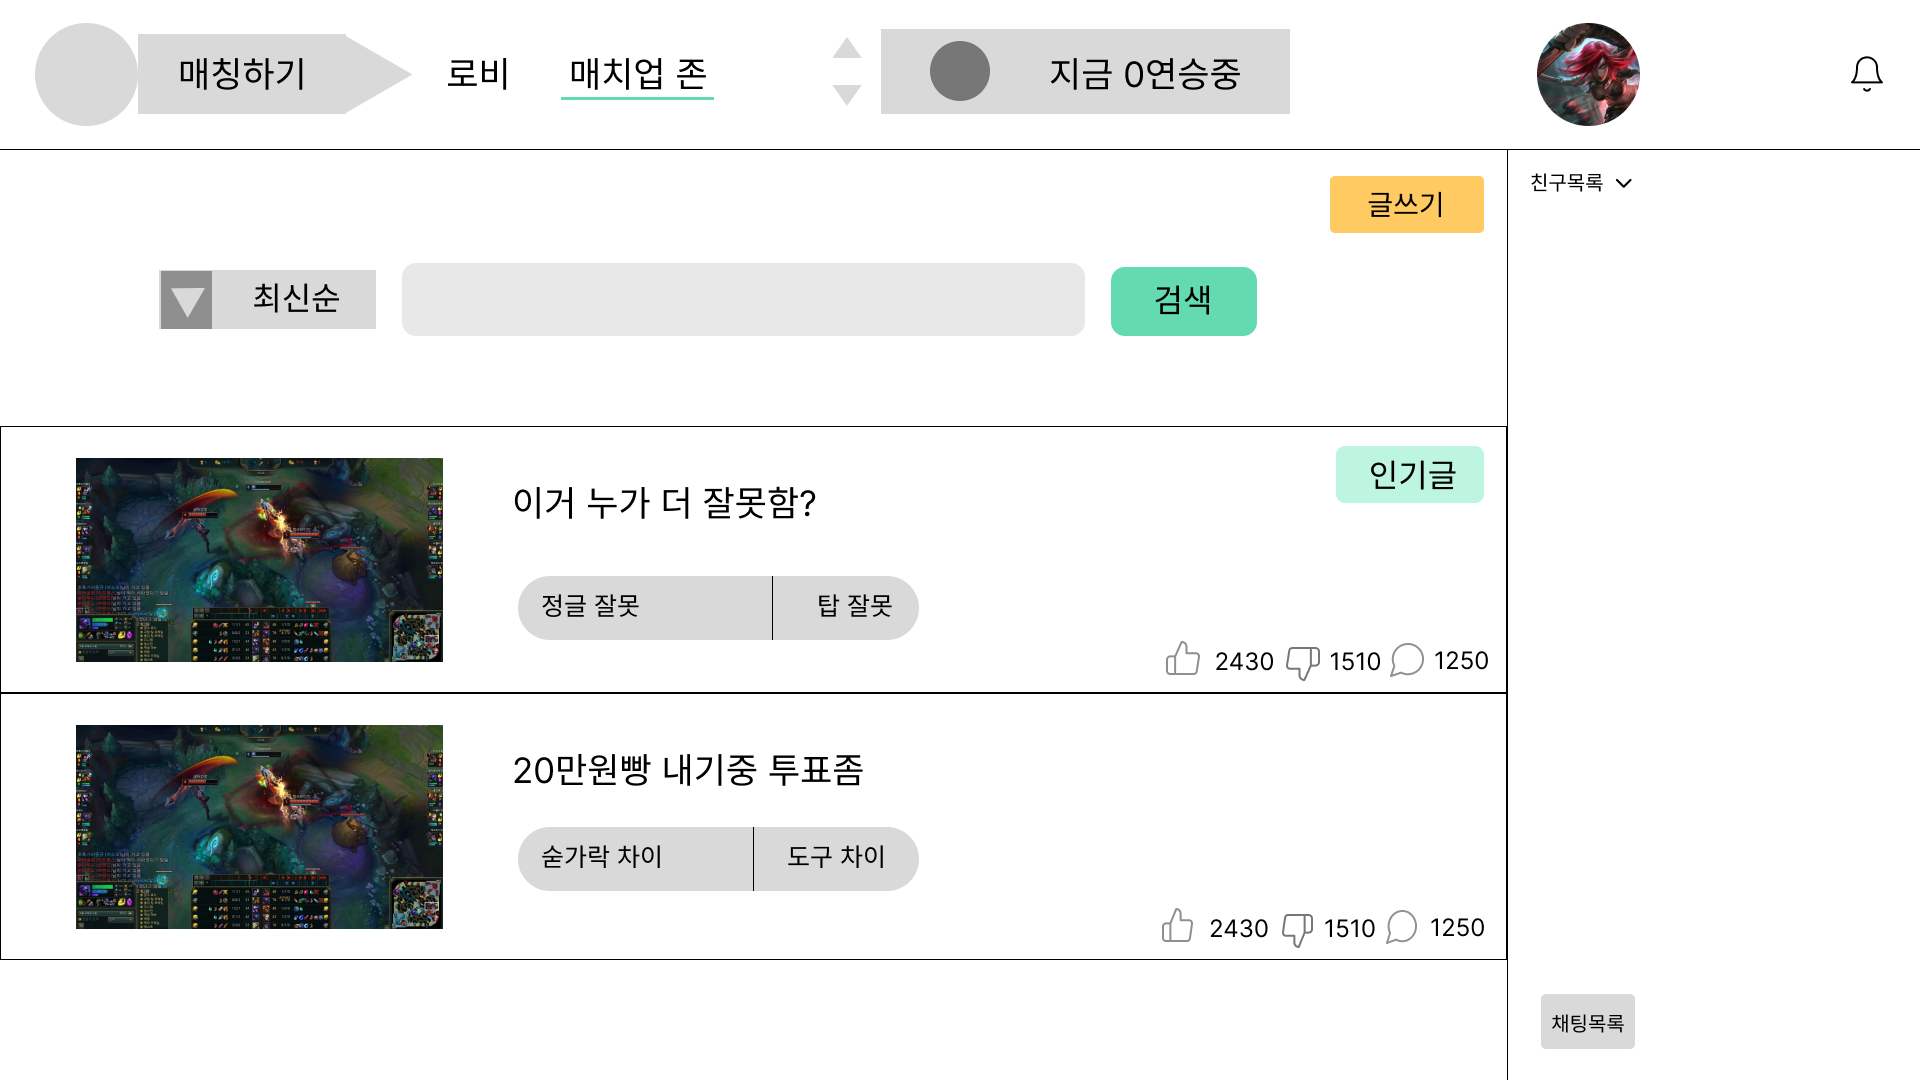 매칭하기
로비
매치업 존
지금 0연승중
친구목록
글쓰기
최신순
검색
인기글
이거 누가 더 잘못함?
정글 잘못
탑 잘못
2430
1510
1250
20만원빵 내기중 투표좀
숟가락 차이
도구 차이
2430
1510
1250
채팅목록